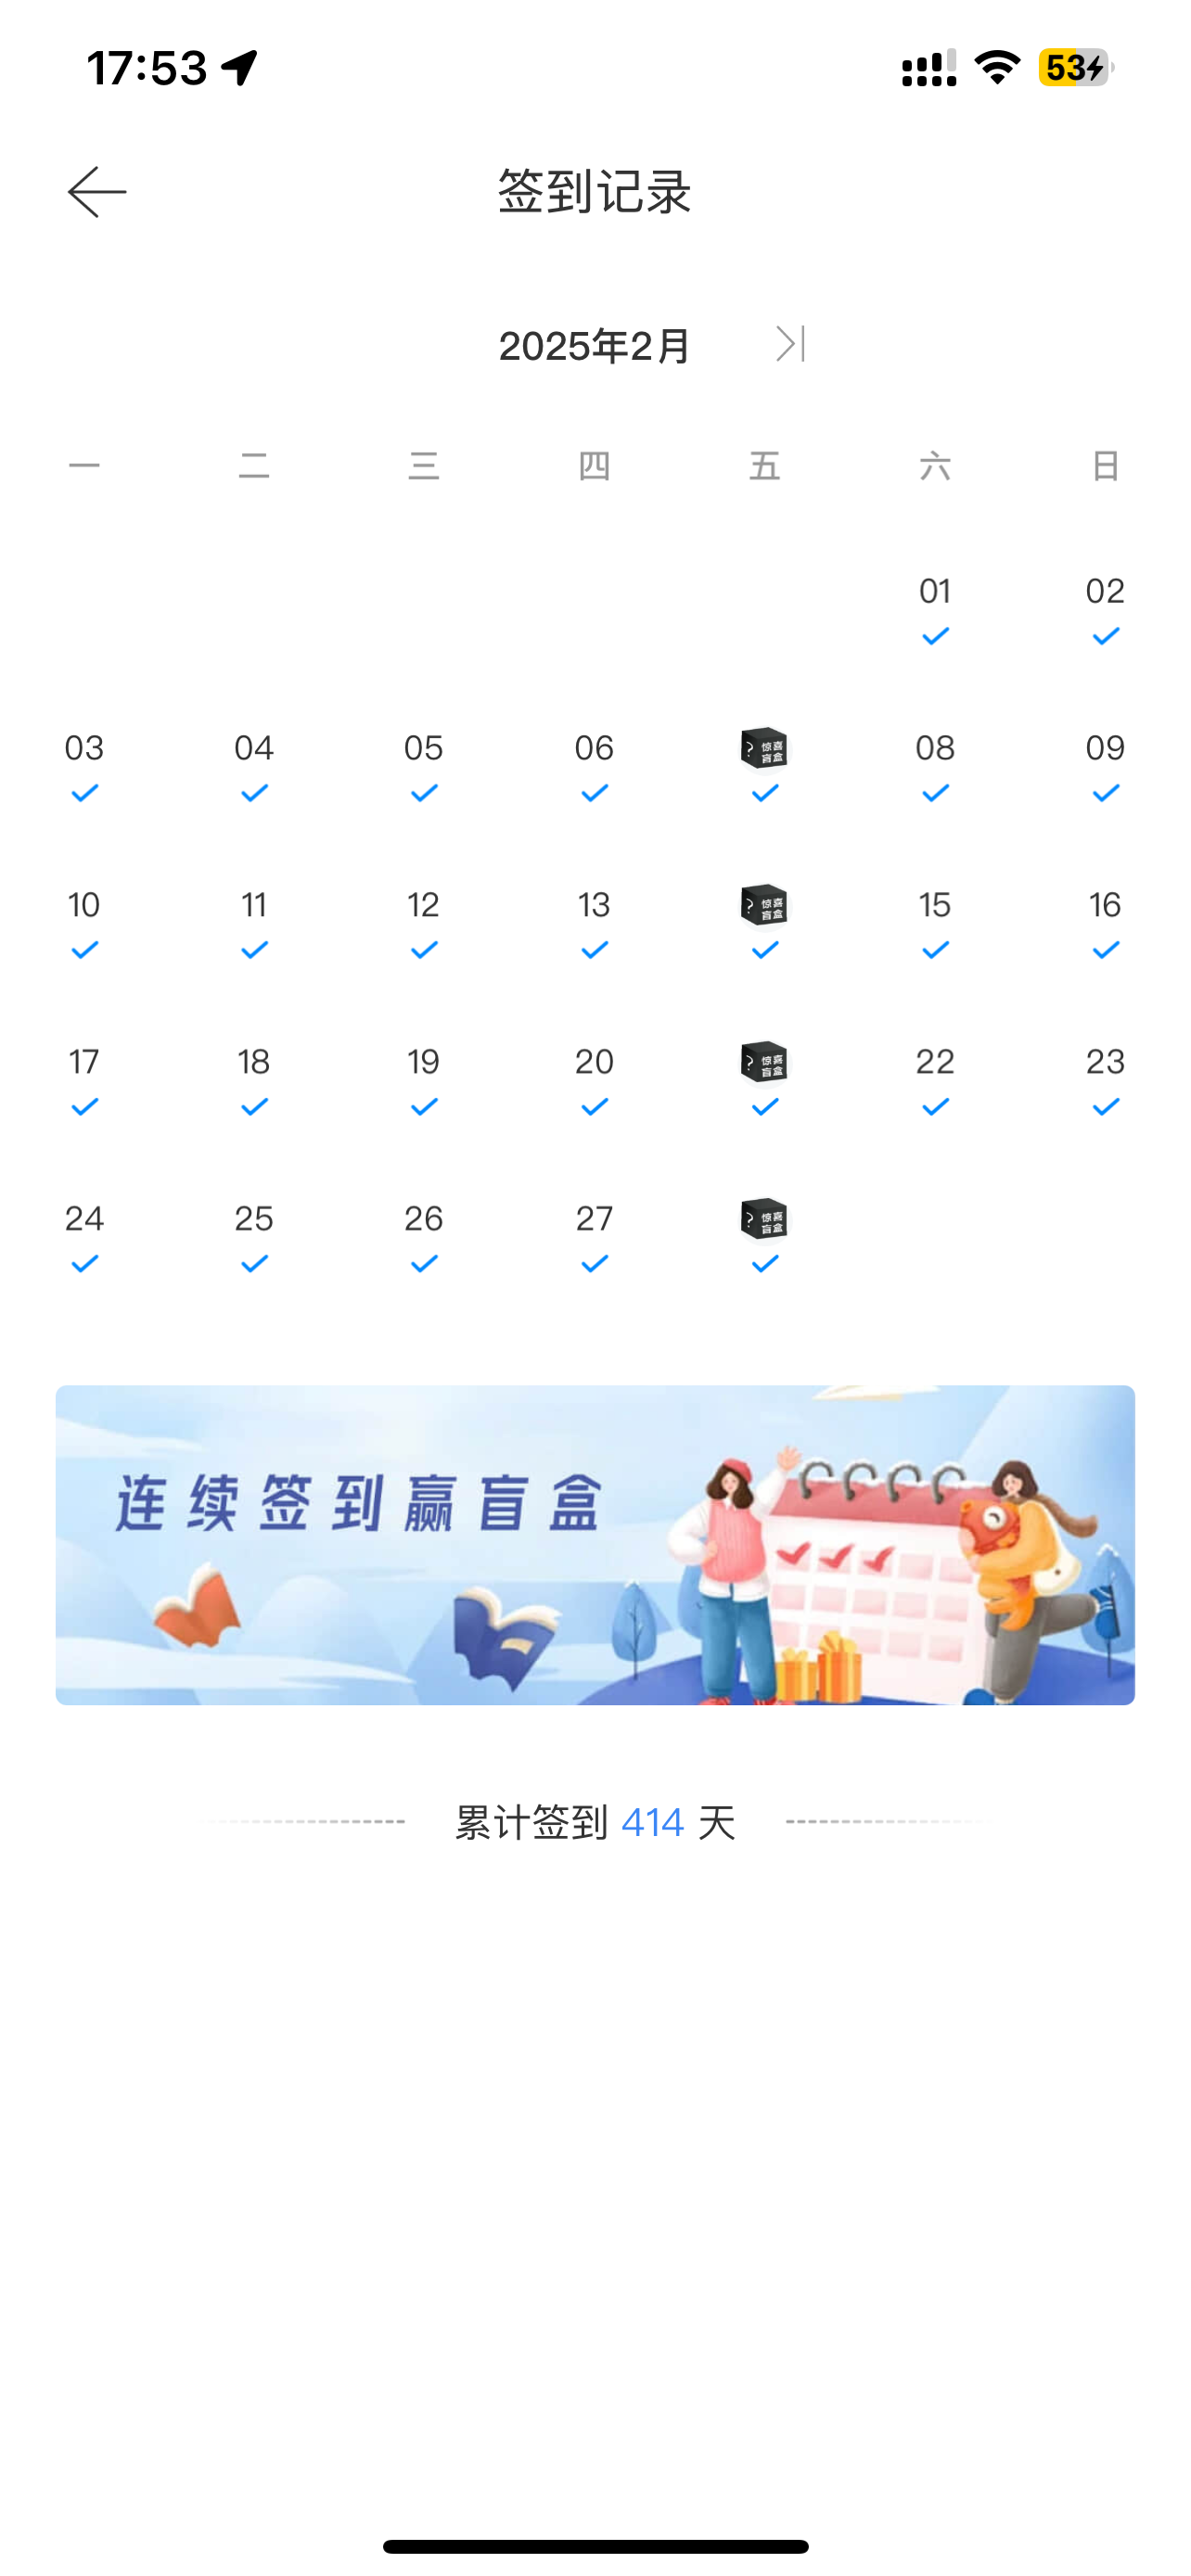 17:53
53
签到记录
2025年2月
一 二 三 四 五 六 日
01 02
03 04 05 06 ?惊喜盲盒 08 09
10 11 12 13 ?惊喜盲盒 15 16
17 18 19 20 ?惊喜盲盒 22 23
24 25 26 27 ?惊喜盲盒
连续签到赢盲盒
累计签到 414 天